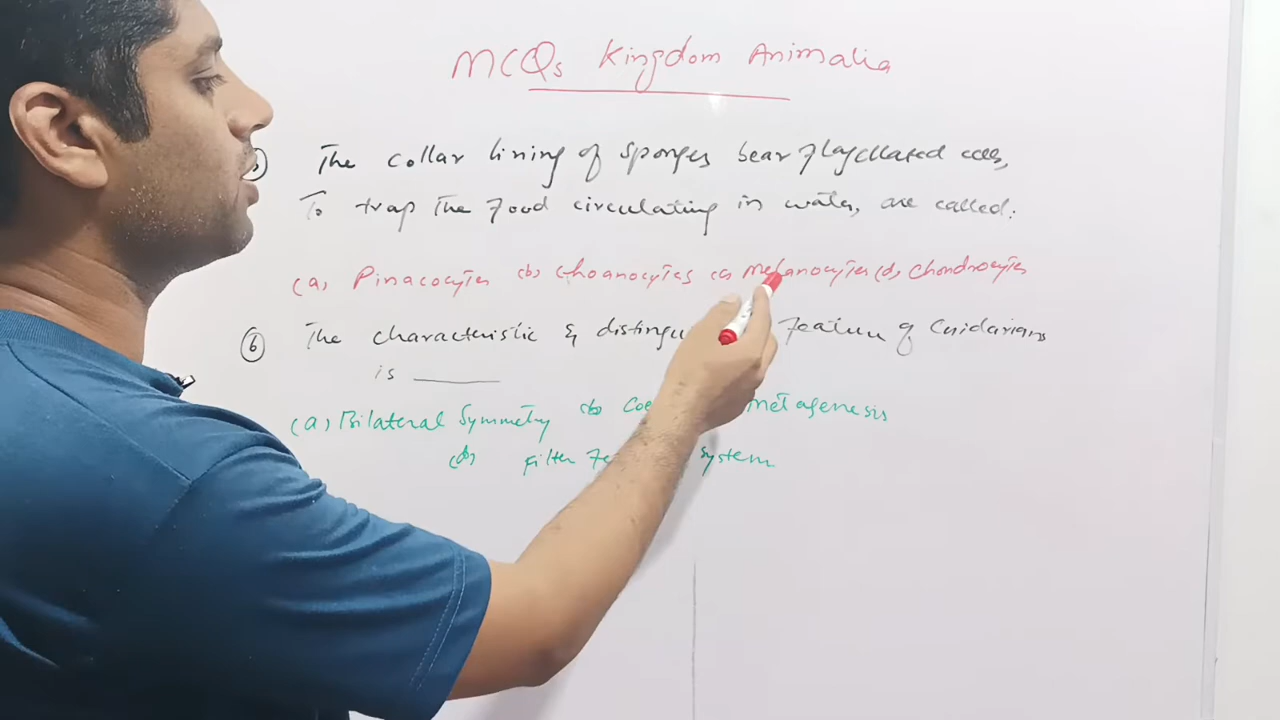 MCQs Kingdom Animalia
The collar lining of sponges bear flagellated cells,
To trap the food circulating in water, are called:
(a) Pinacocytes (b) Choanocytes (c) Melanocytes (d) Chondrocytes
⑥ The characteristic & feature of Cnidarians
is ______
(a) Bilateral Symmetry (b) metagenesis
(d) Filter system